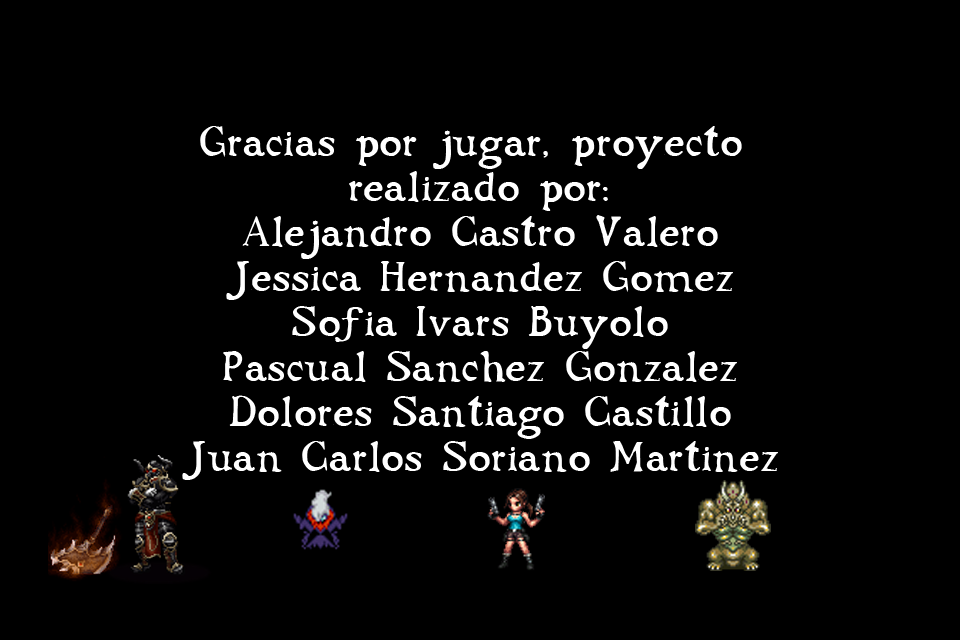 Gracias por jugar, proyecto
realizado por:
Alejandro Castro Valero
Jessica Hernandez Gomez
Sofia Ivars Buyolo
Pascual Sanchez Gonzalez
Dolores Santiago Castillo
Juan Carlos Soriano Martinez